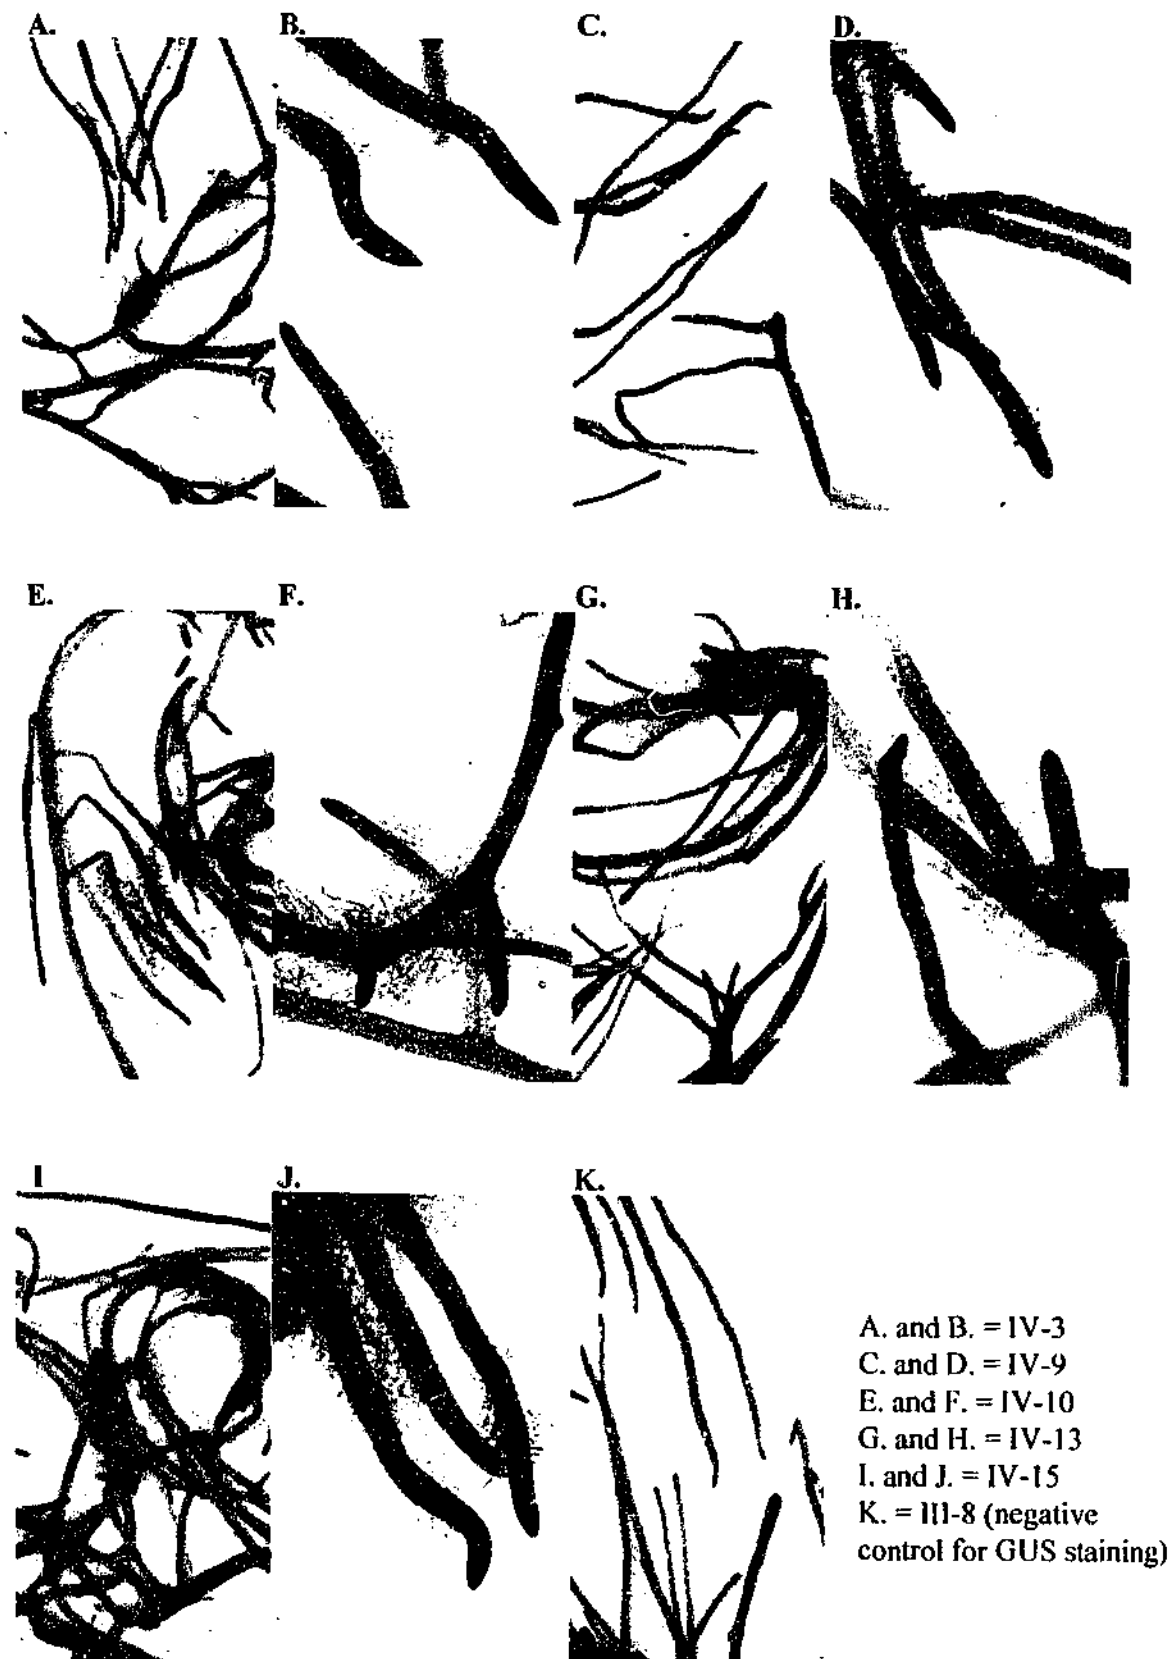 A. B. C. D.
E. F. G. H.
I J. K.
A. and B. = IV-3
C. and D. = IV-9
E. and F. = IV-10
G. and H. = IV-13
I. and J. = IV-15
K. = III-8 (negative
control for GUS staining)